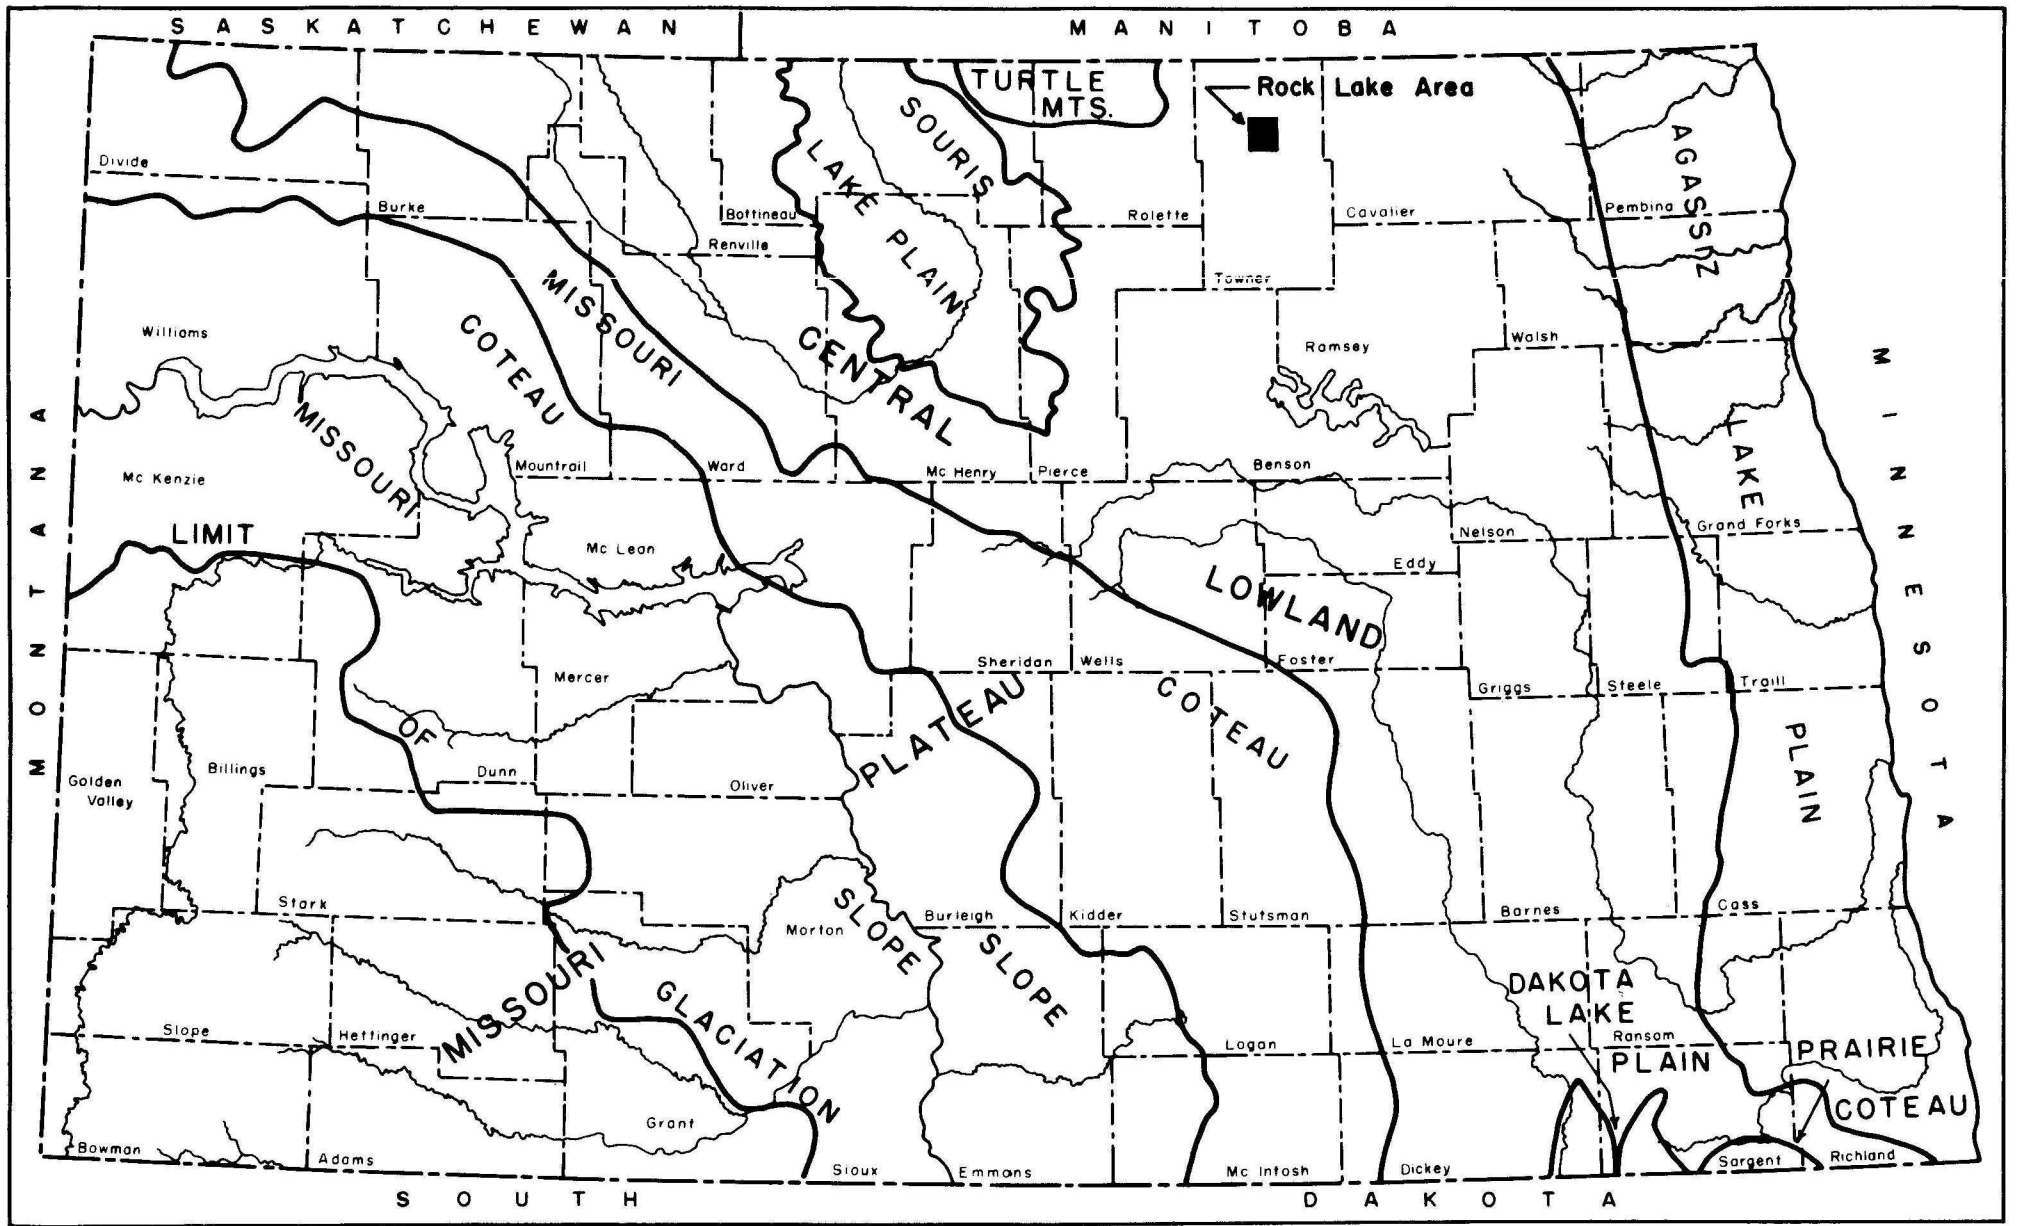 SASKATCHEWAN
MANITOBA
TURTLE
MTS.
Rock Lake Area
SOURIS
LAKE
PLAIN
AGASSIZ
LAKE
PLAIN
Divide
Burke
Bottineau
Renville
Rolette
Cavalier
Pembina
Towner
Williams
Ramsey
Walsh
MISSOURI
COTEAU
CENTRAL
LOWLAND
MINNESOTA
MONTANA
MISSOURI
Mc Kenzie
Mountrail
Ward
Mc Henry
Pierce
Benson
Nelson
Grand Forks
LIMIT
OF
GLACIATION
Mc Lean
Eddy
Mercer
Sheridan
Wells
Foster
Griggs
Steele
Traill
PLATEAU
COTEAU
Golden
Valley
Billings
Dunn
Oliver
Stark
Morton
SLOPE
Burleigh
SLOPE
Kidder
Stutsman
Barnes
Cass
MISSOURI
DAKOTA
LAKE
PLAIN
Slope
Hettinger
Logan
La Moure
Ransom
PRAIRIE
COTEAU
Grant
Bowman
Adams
Sioux
Emmons
Mc Intosh
Dickey
Sargent
Richland
SOUTH
DAKOTA